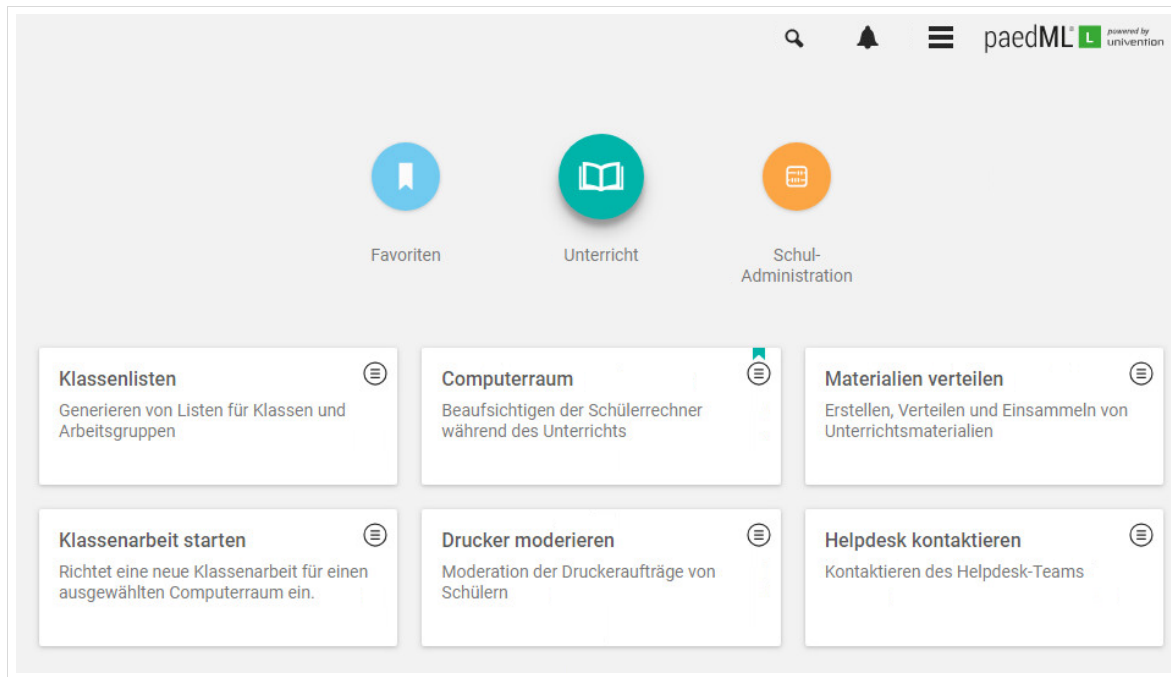 paedML® L powered by univention
Favoriten
Unterricht
Schul-
Administration
Klassenlisten
Generieren von Listen für Klassen und
Arbeitsgruppen
Computerraum
Beaufsichtigen der Schülerrechner
während des Unterrichts
Materialien verteilen
Erstellen, Verteilen und Einsammeln von
Unterrichtsmaterialien
Klassenarbeit starten
Richtet eine neue Klassenarbeit für einen
ausgewählten Computerraum ein.
Drucker moderieren
Moderation der Druckeraufträge von
Schülern
Helpdesk kontaktieren
Kontaktieren des Helpdesk-Teams